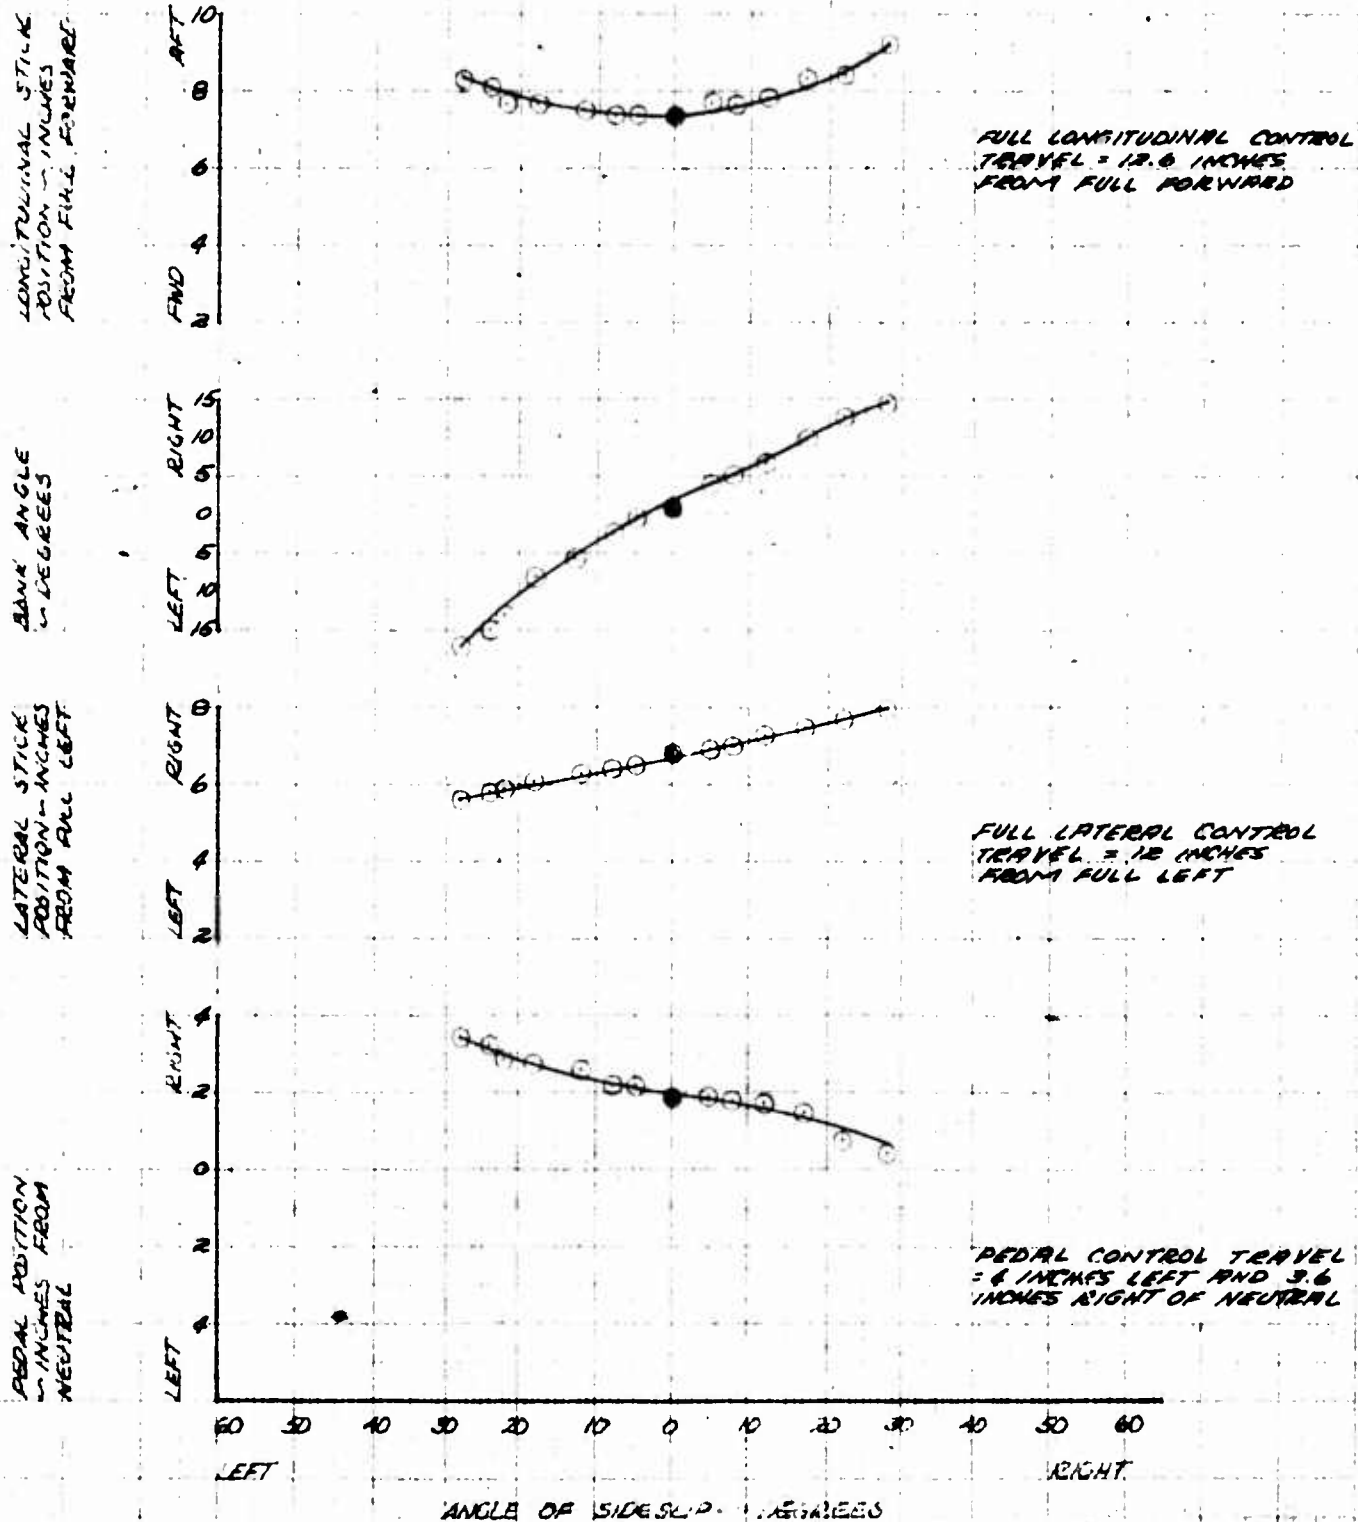 LONGITUDINAL STICK
POSITION ~ INCHES
FROM FULL FORWARD
FWD AFT
10
8
6
4
2
FULL LONGITUDINAL CONTROL
TRAVEL = 12.6 INCHES
FROM FULL FORWARD
BANK ANGLE
~ DEGREES
LEFT RIGHT
15
10
5
0
5
10
15
LATERAL STICK
POSITION ~ INCHES
FROM FULL LEFT
LEFT RIGHT
8
6
4
2
FULL LATERAL CONTROL
TRAVEL = 12 INCHES
FROM FULL LEFT
PEDAL POSITION
~ INCHES FROM
NEUTRAL
LEFT RIGHT
4
2
0
2
4
PEDAL CONTROL TRAVEL
= 4 INCHES LEFT AND 3.6
INCHES RIGHT OF NEUTRAL
60 50 40 30 20 10 0 10 20 30 40 50 60
LEFT RIGHT
ANGLE OF SIDESLIP DEGREES